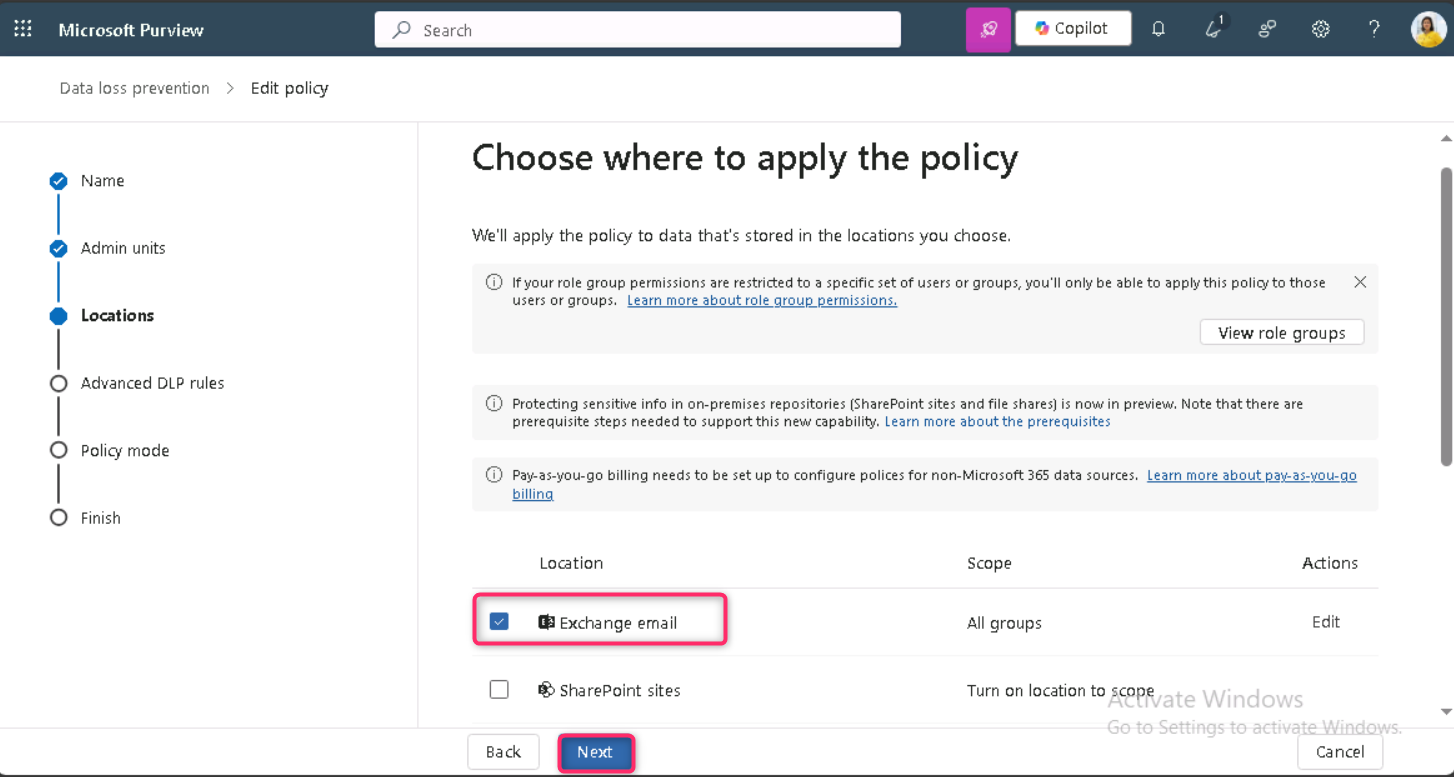 Microsoft Purview
Search
Copilot
1
?
Data loss prevention > Edit policy
Name
Admin units
Locations
Advanced DLP rules
Policy mode
Finish
Choose where to apply the policy
We'll apply the policy to data that's stored in the locations you choose.
If your role group permissions are restricted to a specific set of users or groups, you'll only be able to apply this policy to those
users or groups. Learn more about role group permissions.
View role groups
Protecting sensitive info in on-premises repositories (SharePoint sites and file shares) is now in preview. Note that there are
prerequisite steps needed to support this new capability. Learn more about the prerequisites
Pay-as-you-go billing needs to be set up to configure polices for non-Microsoft 365 data sources. Learn more about pay-as-you-go
billing
Location Scope Actions
Exchange email All groups Edit
SharePoint sites Turn on location to scope
Activate Windows
Go to Settings to activate Windows.
Back Next Cancel